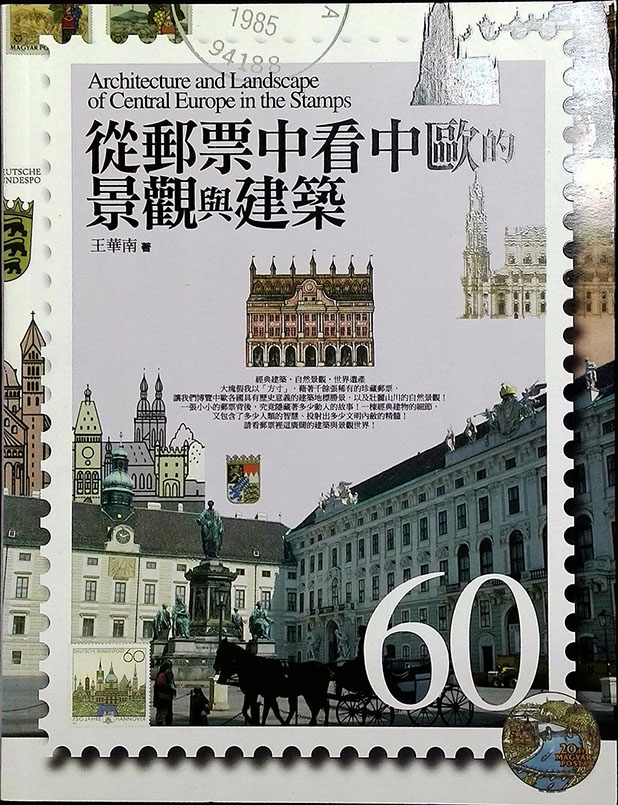 1985
A
94188
MAGYAR PO
Architecture and Landscape
of Central Europe in the Stamps
從郵票中看中歐的
景觀與建築
王華南 著
EUTSCHE
NDESPO
經典建築‧自然景觀‧世界遺產
大塊假我以「方寸」，藉著千餘張稀有的珍藏郵票，
讓我們博覽中歐各國具有歷史意義的建築地標勝景，以及壯麗山川的自然景觀！
一張小小的郵票背後，究竟隱藏著多少動人的故事！一棟經典建物的細節，
又包含了多少人類的智慧、投射出多少文明內斂的精髓！
請看郵票裡這廣闊的建築與景觀世界！
60
DEUTSCHE BUNDESPOST
60
750 JAHRE HANNOVER
20
MAGYAR
POSTA